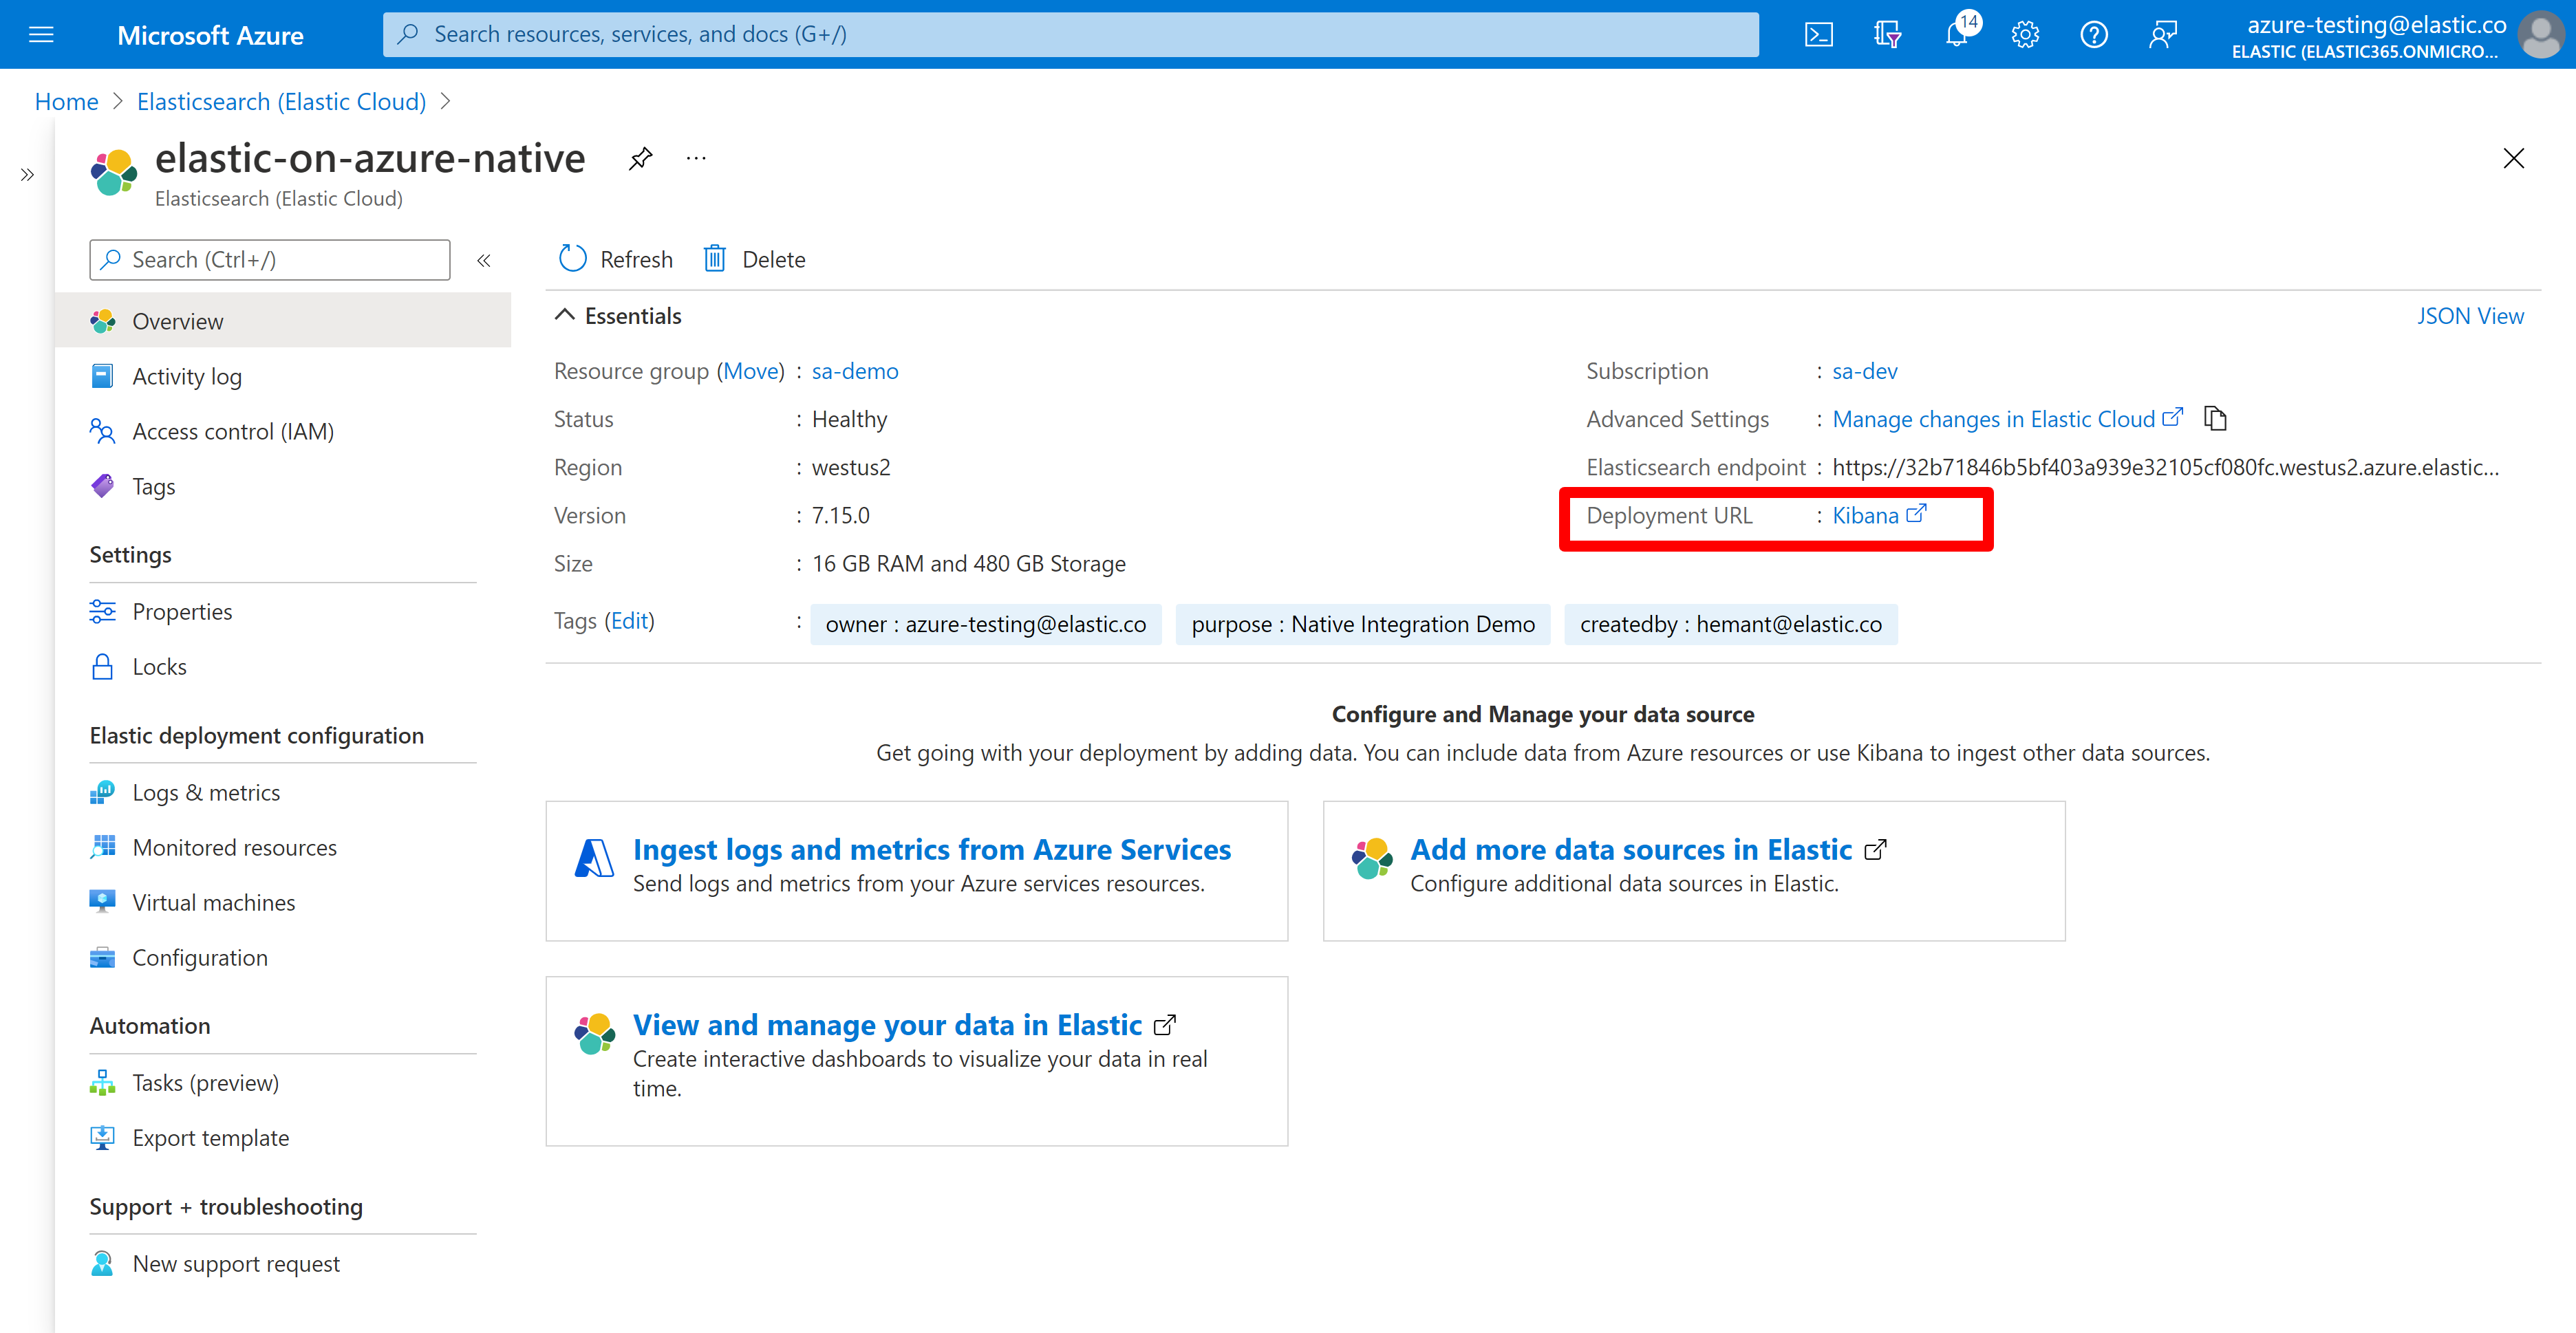 Microsoft Azure
Search resources, services, and docs (G+/)
14
azure-testing@elastic.co
ELASTIC (ELASTIC365.ONMICRO...
Home > Elasticsearch (Elastic Cloud) >
elastic-on-azure-native
Elasticsearch (Elastic Cloud)
Search (Ctrl+/)
Overview
Activity log
Access control (IAM)
Tags
Settings
Properties
Locks
Elastic deployment configuration
Logs & metrics
Monitored resources
Virtual machines
Configuration
Automation
Tasks (preview)
Export template
Support + troubleshooting
New support request
Refresh
Delete
Essentials
JSON View
Resource group (Move) : sa-demo
Status : Healthy
Region : westus2
Version : 7.15.0
Size : 16 GB RAM and 480 GB Storage
Subscription : sa-dev
Advanced Settings : Manage changes in Elastic Cloud
Elasticsearch endpoint : https://32b71846b5bf403a939e32105cf080fc.westus2.azure.elastic...
Deployment URL : Kibana
Tags (Edit) : owner : azure-testing@elastic.co purpose : Native Integration Demo createdby : hemant@elastic.co
Configure and Manage your data source
Get going with your deployment by adding data. You can include data from Azure resources or use Kibana to ingest other data sources.
Ingest logs and metrics from Azure Services
Send logs and metrics from your Azure services resources.
Add more data sources in Elastic
Configure additional data sources in Elastic.
View and manage your data in Elastic
Create interactive dashboards to visualize your data in real
time.